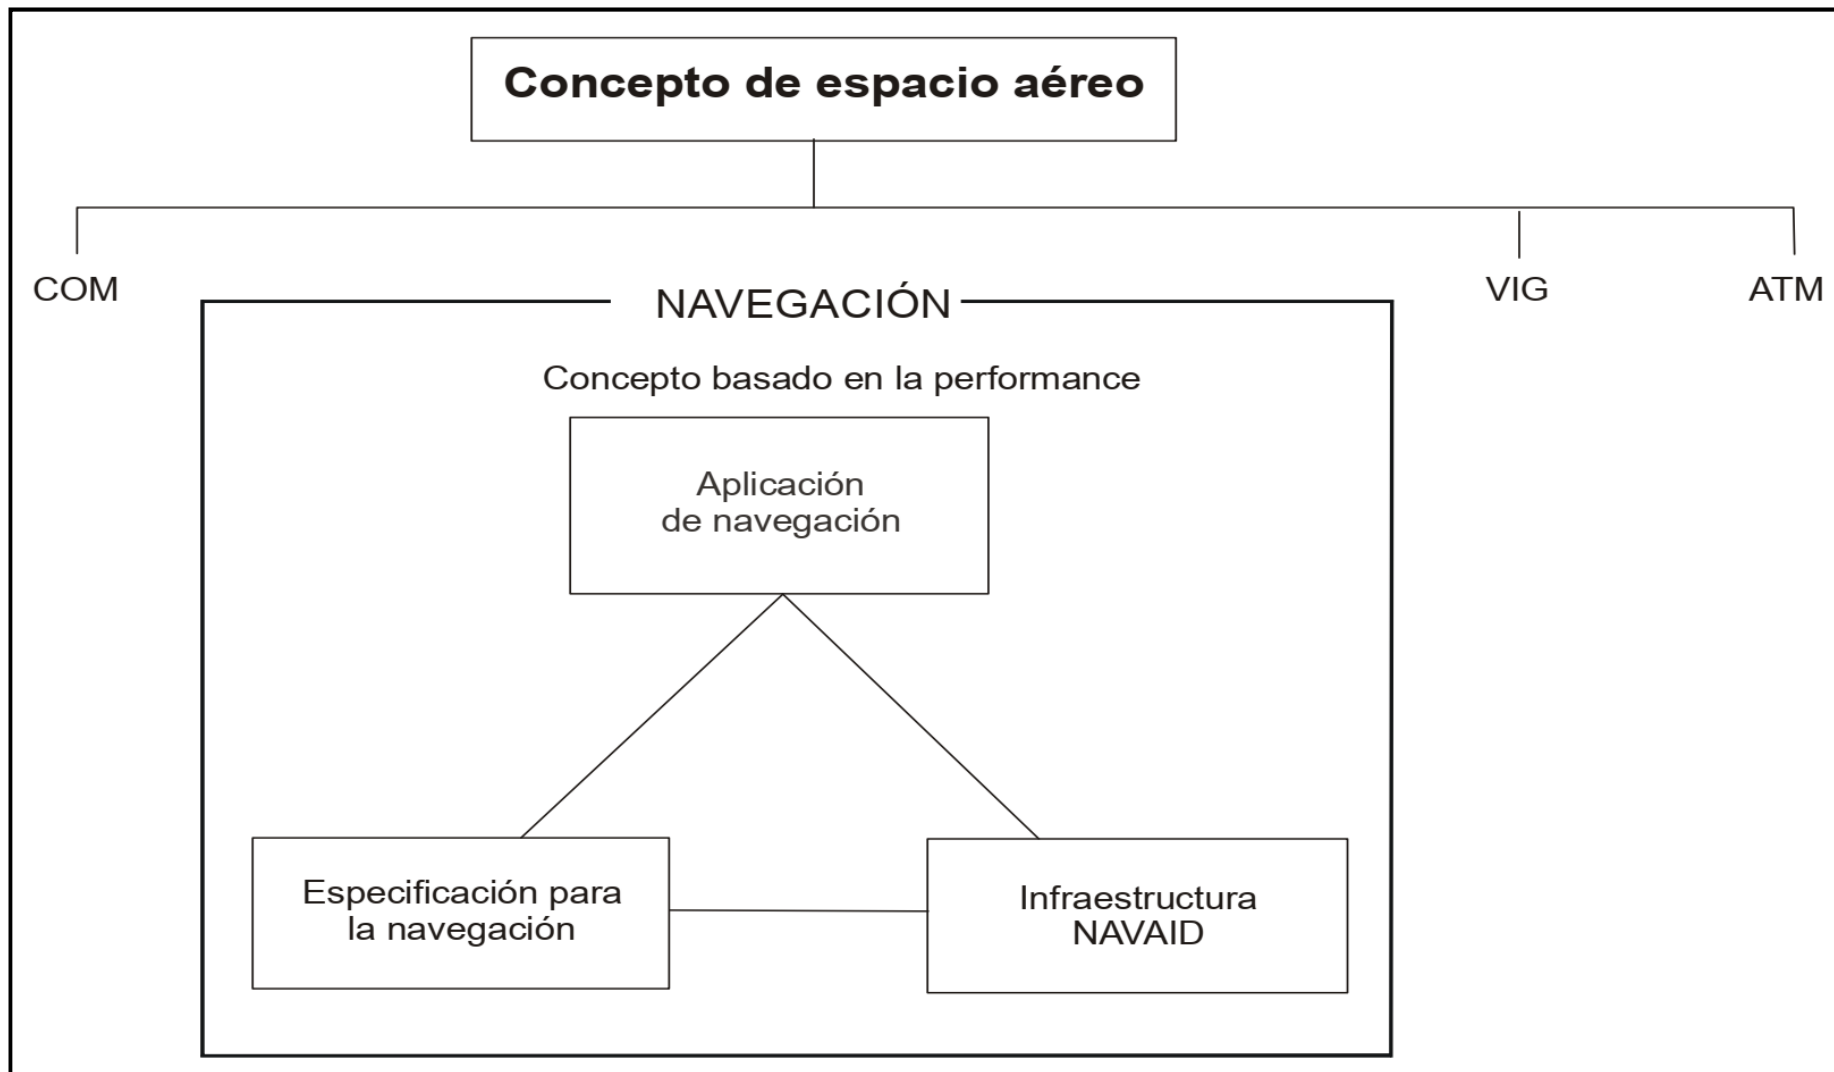 Concepto de espacio aéreo
COM
VIG
ATM
NAVEGACIÓN
Concepto basado en la performance
Aplicación
de navegación
Especificación para
la navegación
Infraestructura
NAVAID